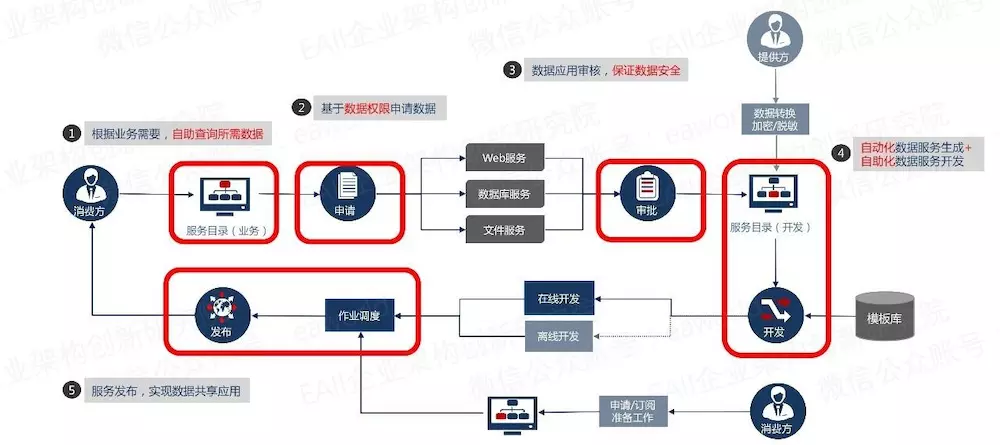 提供方
3 数据应用审核，保证数据安全
2 基于数据权限申请数据
数据转换
加密/脱敏
1 根据业务需要，自助查询所需数据
4 自动化数据服务生成+
自助化数据服务开发
Web服务
数据库服务
文件服务
消费方
服务目录（业务）
申请
审批
服务目录（开发）
发布
作业调度
在线开发
离线开发
开发
模板库
5 服务发布，实现数据共享应用
申请/订阅
准备工作
消费方
EAII企业架构创新研究院
微信公众账号